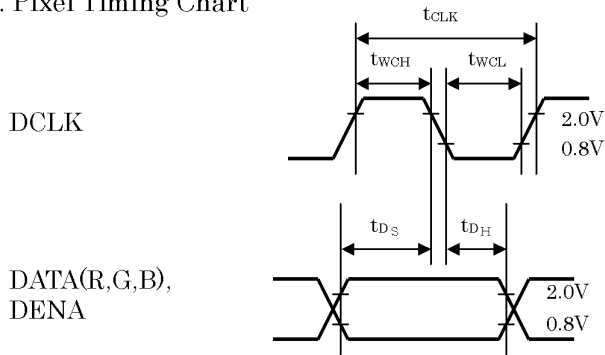 . Pixel Timing Chart
tCLK
tWCH
tWCL
DCLK
2.0V
0.8V
tDS
tDH
DATA(R,G,B),
DENA
2.0V
0.8V